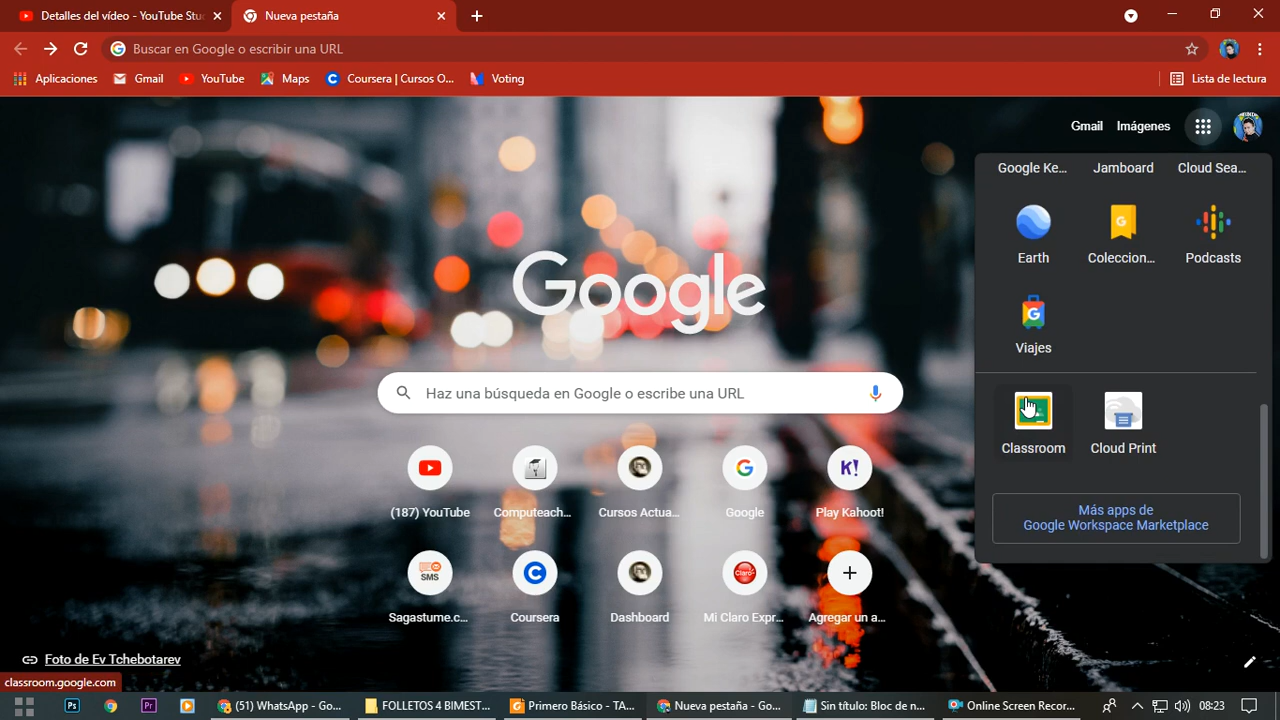 Detalles del vídeo - YouTube Stu
Nueva pestaña
Buscar en Google o escribir una URL
Aplicaciones
Gmail
YouTube
Maps
Coursera | Cursos O...
Voting
Lista de lectura
Gmail
Imágenes
Google Ke...
Jamboard
Cloud Sea...
Earth
Coleccion...
Podcasts
Viajes
Classroom
Cloud Print
Más apps de
Google Workspace Marketplace
Google
Haz una búsqueda en Google o escribe una URL
(187) YouTube
Computeach...
Cursos Actua...
Google
K!
Play Kahoot!
SMS
Sagastume.c...
Coursera
Dashboard
Claro
Mi Claro Expr...
Agregar un a...
Foto de Ev Tchebotarev
classroom.google.com
Ps
Pr
(51) WhatsApp - Go...
FOLLETOS 4 BIMEST...
Primero Básico - TA...
Nueva pestaña - Go...
Sin título: Bloc de n...
Online Screen Recor...
08:23